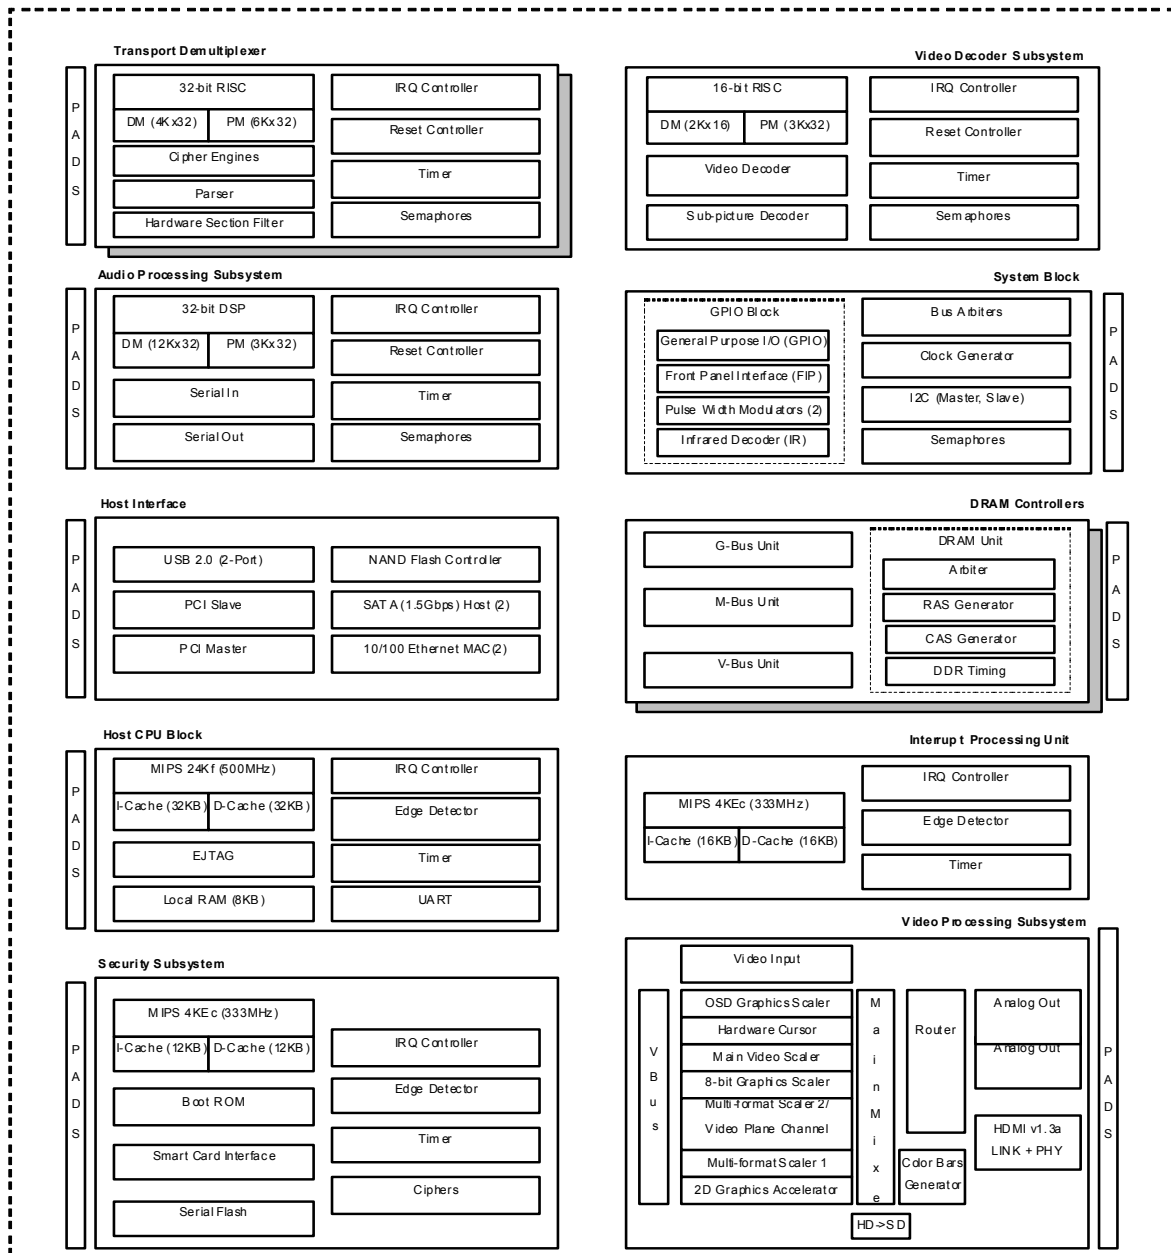 Transport Demultiplexer
PADS
32-bit RISC
DM (4Kx32)
PM (6Kx32)
Cipher Engines
Parser
Hardware Section Filter
IRQ Controller
Reset Controller
Timer
Semaphores
Video Decoder Subsystem
16-bit RISC
DM (2Kx16)
PM (3Kx32)
Video Decoder
Sub-picture Decoder
IRQ Controller
Reset Controller
Timer
Semaphores
Audio Processing Subsystem
PADS
32-bit DSP
DM (12Kx32)
PM (3Kx32)
Serial In
Serial Out
IRQ Controller
Reset Controller
Timer
Semaphores
System Block
GPIO Block
General Purpose I/O (GPIO)
Front Panel Interface (FIP)
Pulse Width Modulators (2)
Infrared Decoder (IR)
Bus Arbiters
Clock Generator
I2C (Master, Slave)
Semaphores
PADS
Host Interface
PADS
USB 2.0 (2-Port)
PCI Slave
PCI Master
NAND Flash Controller
SATA (1.5Gbps) Host (2)
10/100 Ethernet MAC(2)
DRAM Controllers
G-Bus Unit
M-Bus Unit
V-Bus Unit
DRAM Unit
Arbiter
RAS Generator
CAS Generator
DDR Timing
PADS
Host CPU Block
PADS
MIPS 24Kf (500MHz)
I-Cache (32KB)
D-Cache (32KB)
EJTAG
Local RAM (8KB)
IRQ Controller
Edge Detector
Timer
UART
Interrupt Processing Unit
MIPS 4KEc (333MHz)
I-Cache (16KB)
D-Cache (16KB)
IRQ Controller
Edge Detector
Timer
Security Subsystem
PADS
MIPS 4KEc (333MHz)
I-Cache (12KB)
D-Cache (12KB)
Boot ROM
Smart Card Interface
Serial Flash
IRQ Controller
Edge Detector
Timer
Ciphers
Video Processing Subsystem
Video Input
VBus
OSD Graphics Scaler
Hardware Cursor
Main Video Scaler
8-bit Graphics Scaler
Multi-format Scaler 2/
Video Plane Channel
Multi-format Scaler 1
2D Graphics Accelerator
Main Mixe
HD->SD
Router
Color Bars
Generator
Analog Out
Analog Out
HDMI v1.3a
LINK + PHY
PADS